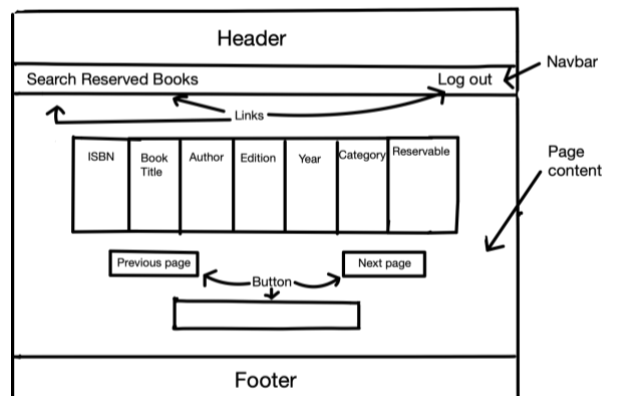 Header
Search Reserved Books
Log out
Navbar
Links
ISBN
Book
Title
Author
Edition
Year
Category
Reservable
Page
content
Previous page
Next page
Button
Footer